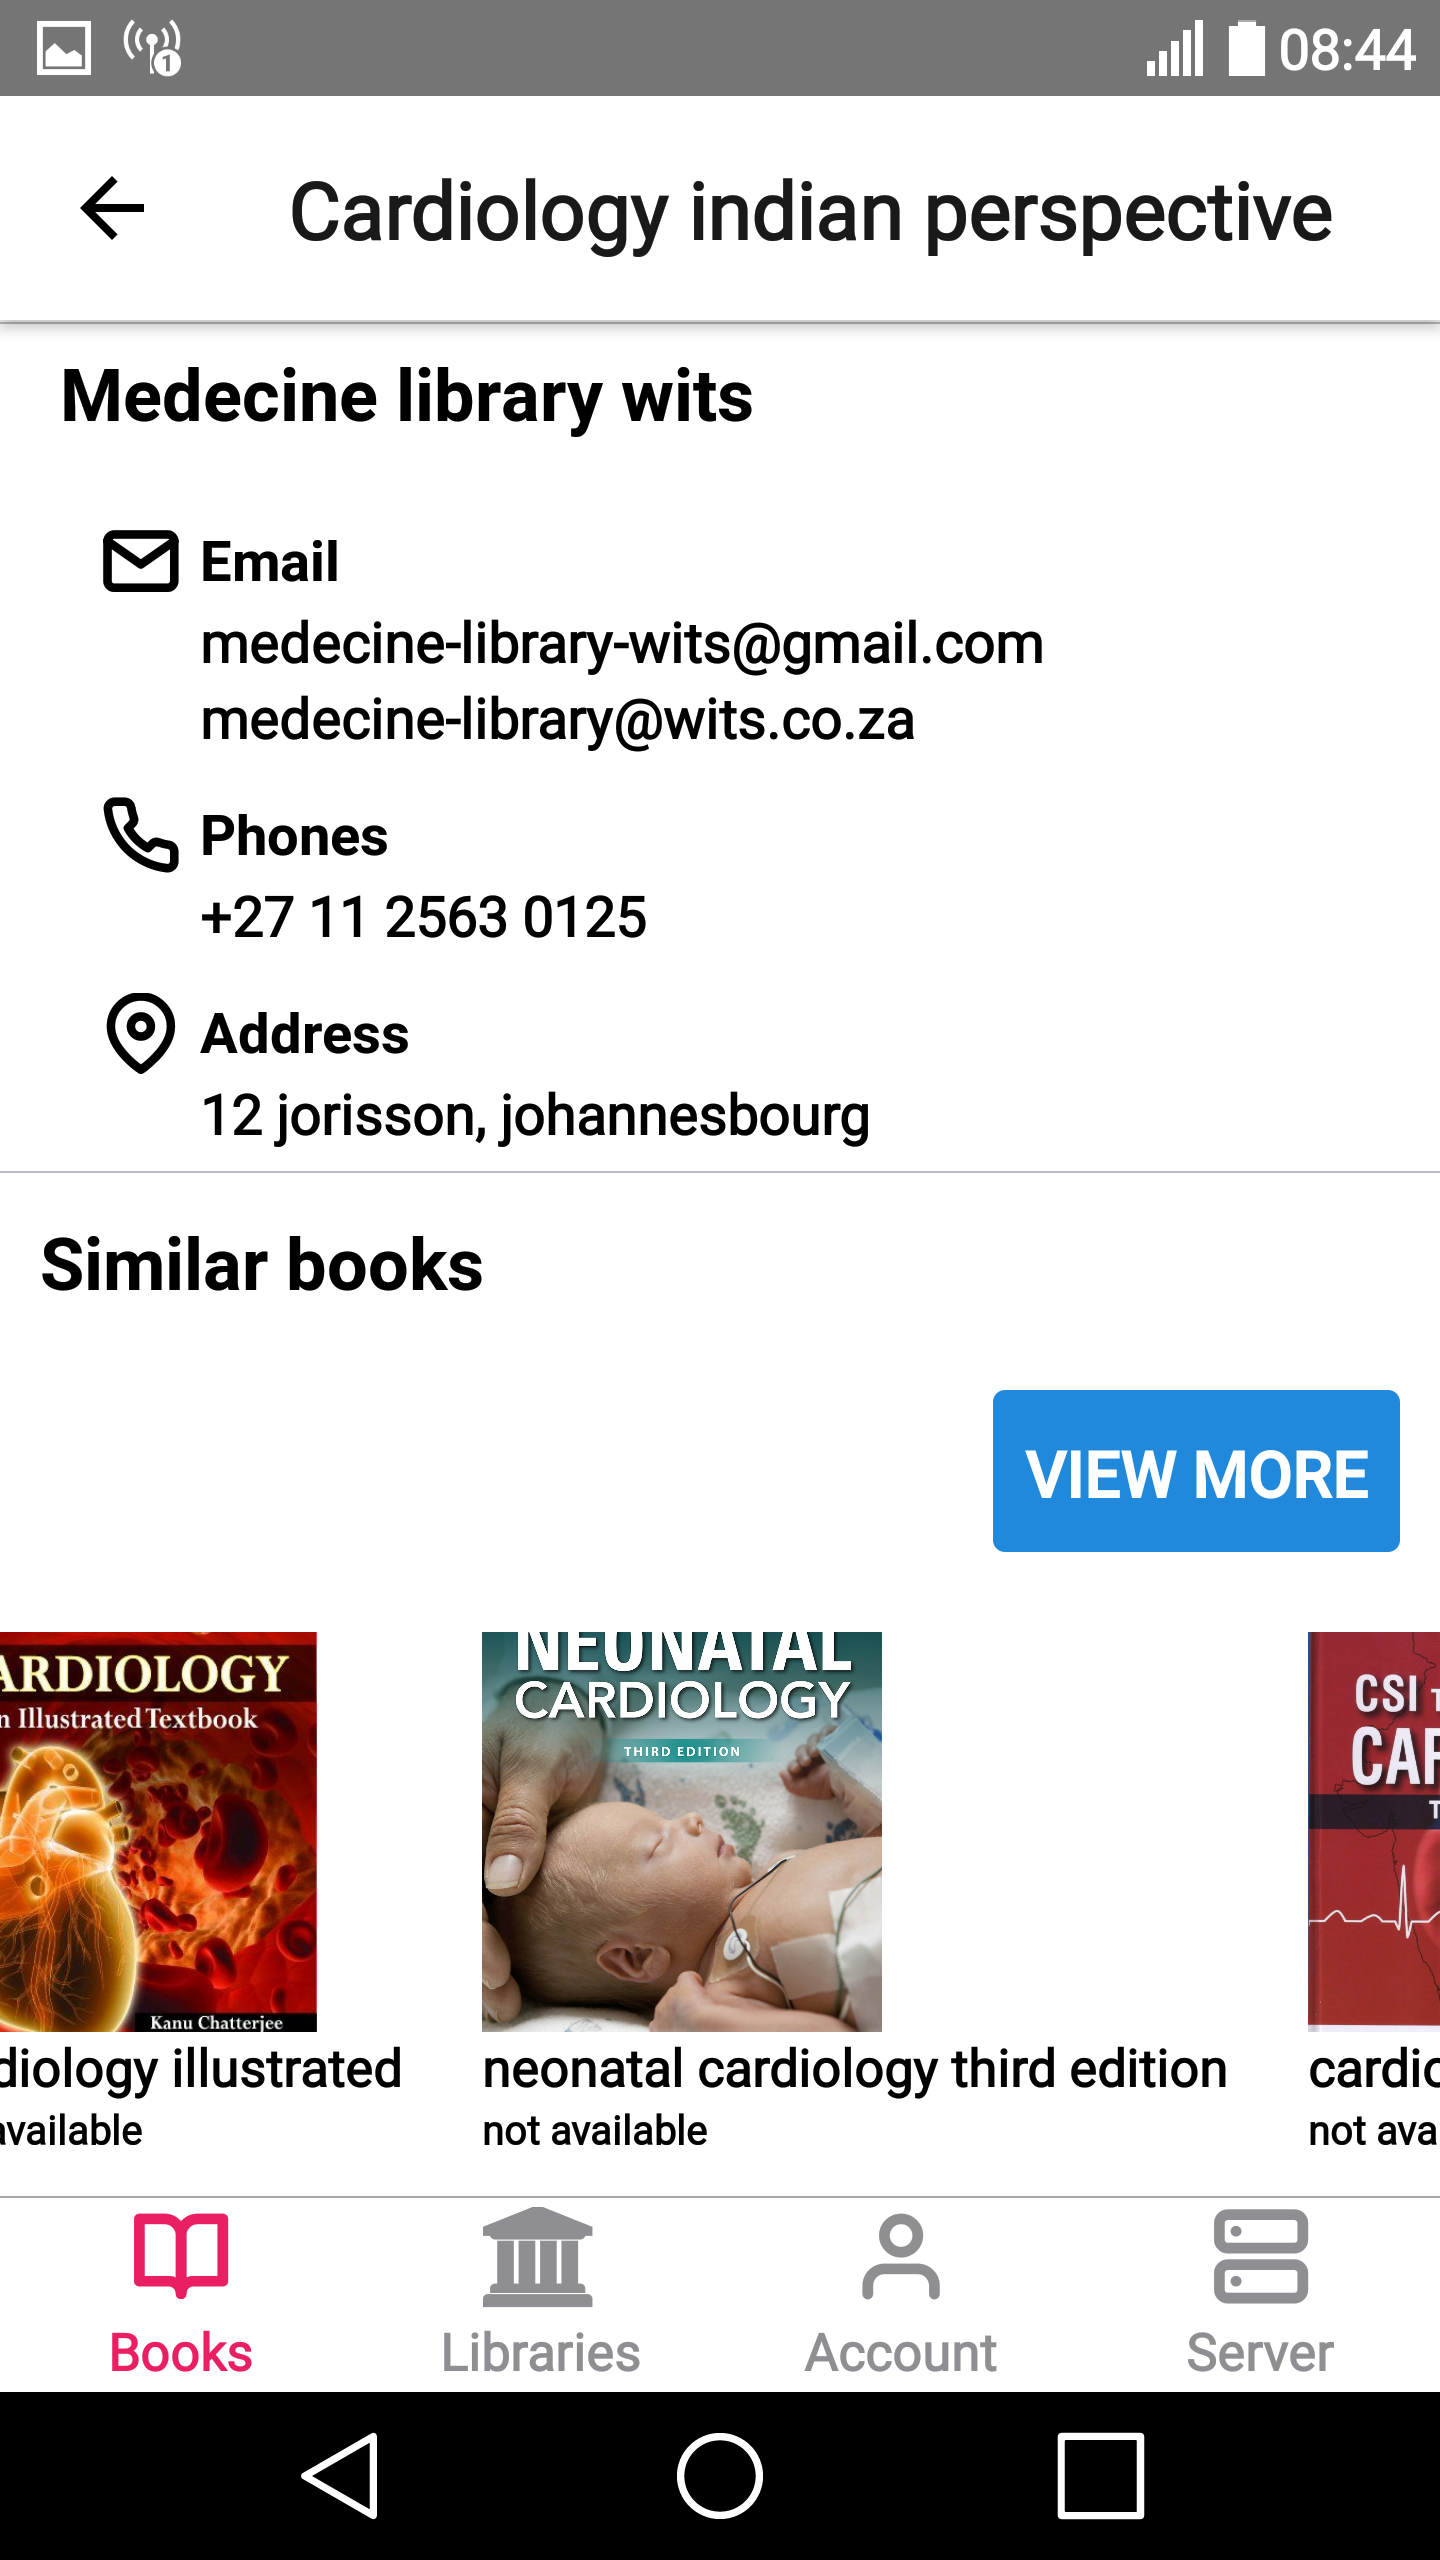 08:44
Cardiology indian perspective
Medecine library wits
Email
medecine-library-wits@gmail.com
medecine-library@wits.co.za
Phones
+27 11 2563 0125
Address
12 jorisson, johannesbourg
Similar books
VIEW MORE
ARDIOLOGY
n Illustrated Textbook
Kanu Chatterjee
NEONATAL
CARDIOLOGY
THIRD EDITION
CSI T
CAR
T
diology illustrated
available
neonatal cardiology third edition
not available
cardio
not ava
Books
Libraries
Account
Server